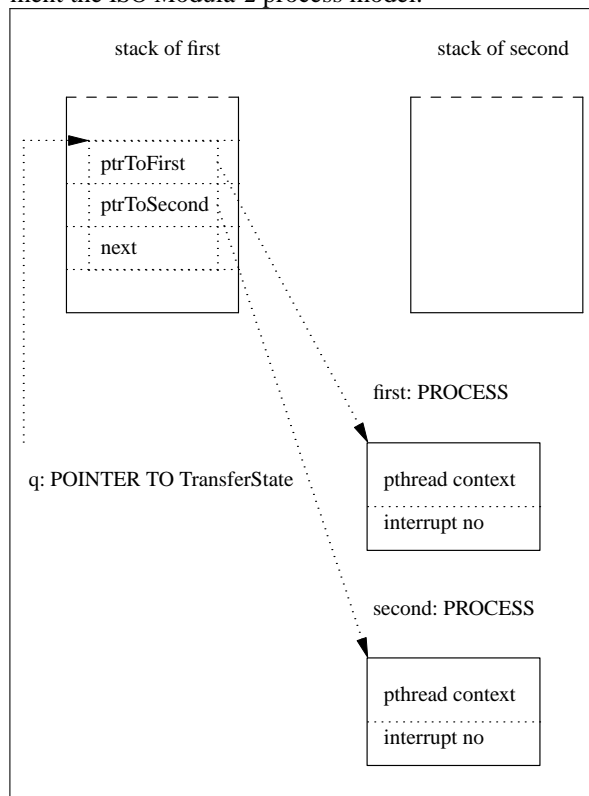 ment the ISO Modula-2 process model.
stack of first
stack of second
ptrToFirst
ptrToSecond
next
first: PROCESS
q: POINTER TO TransferState
pthread context
interrupt no
second: PROCESS
pthread context
interrupt no